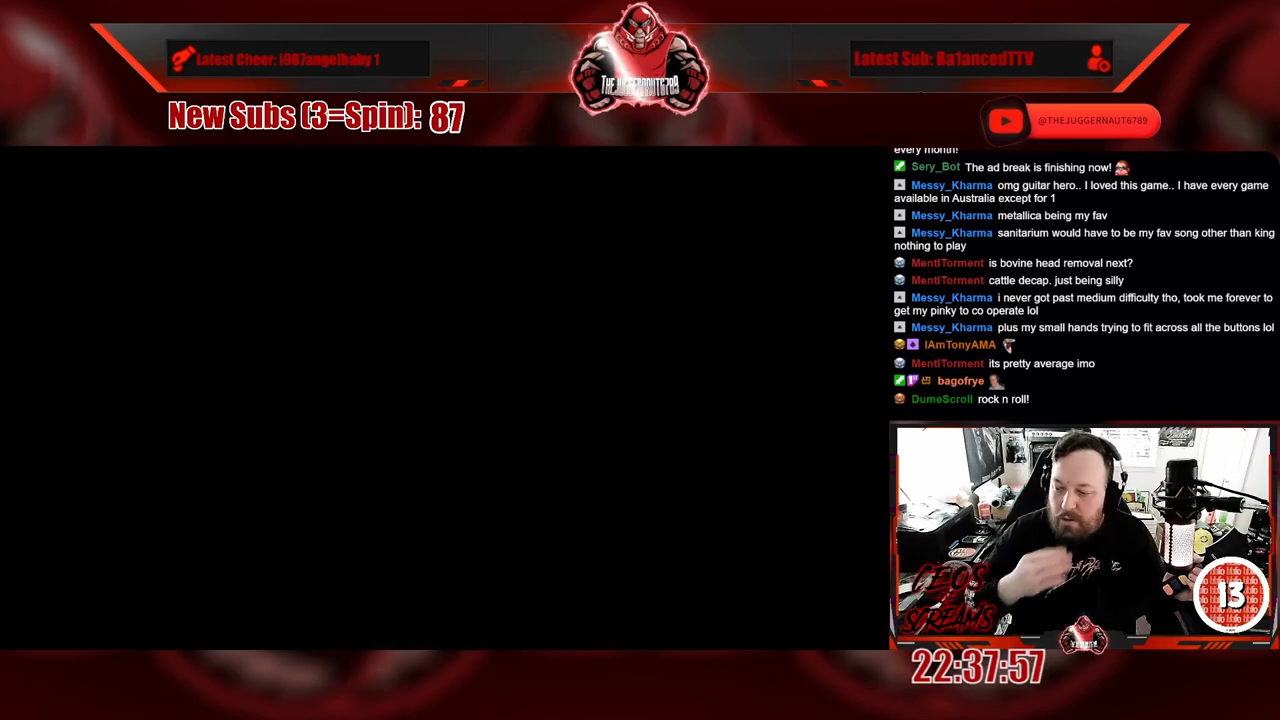 Latest Cheer: i987angelbaby 1
THEJUGGERNAUT6789
Latest Sub: Ba1ancedTTV
New Subs (3=Spin): 87
@THEJUGGERNAUT6789
every month!
Sery_Bot The ad break is finishing now!
Messy_Kharma omg guitar hero.. I loved this game.. I have every game
available in Australia except for 1
Messy_Kharma metallica being my fav
Messy_Kharma sanitarium would have to be my fav song other than king
nothing to play
MentlTorment is bovine head removal next?
MentlTorment cattle decap. just being silly
Messy_Kharma i never got past medium difficulty tho, took me forever to
get my pinky to co operate lol
Messy_Kharma plus my small hands trying to fit across all the buttons lol
IAmTonyAMA
MentlTorment its pretty average imo
bagofrye
DumeScroll rock n roll!
CEIOS
SCREAMS
13
22:37:57